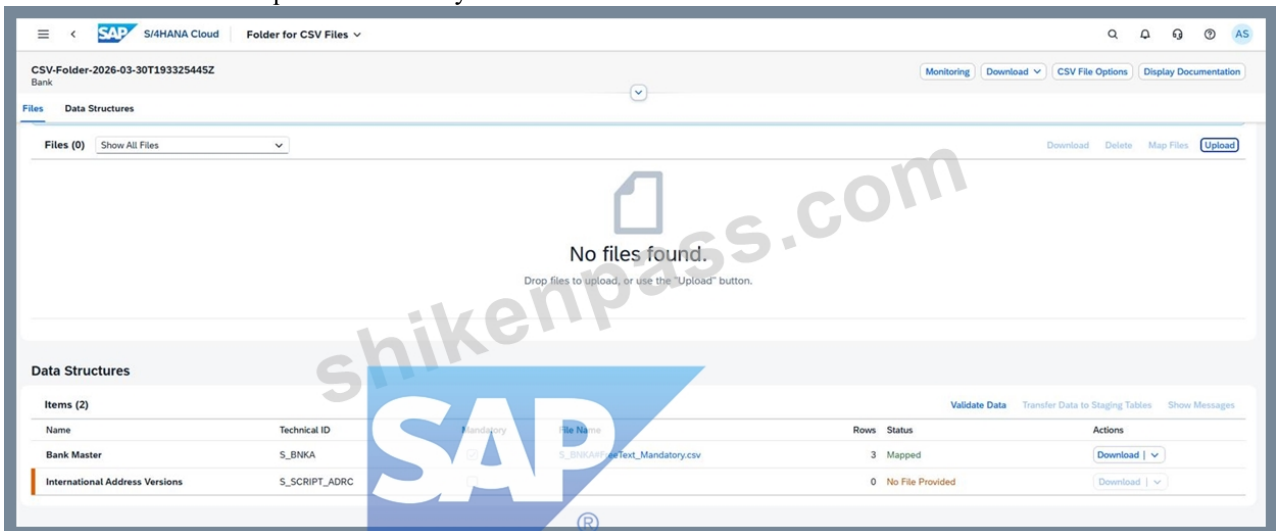 SAP S/4HANA Cloud Folder for CSV Files AS
CSV-Folder-2026-03-30T193325445Z
Bank
Monitoring Download CSV File Options Display Documentation
Files Data Structures
Files (0) Show All Files Download Delete Map Files Upload
No files found.
Drop files to upload, or use the "Upload" button.
shikenpass.com
Data Structures
Items (2) Validate Data Transfer Data to Staging Tables Show Messages
Name Technical ID Mandatory File Name Rows Status Actions
Bank Master S_BNKA S_BNKA#FreeText_Mandatory.csv 3 Mapped Download
International Address Versions S_SCRIPT_ADRC 0 No File Provided Download
SAP
®